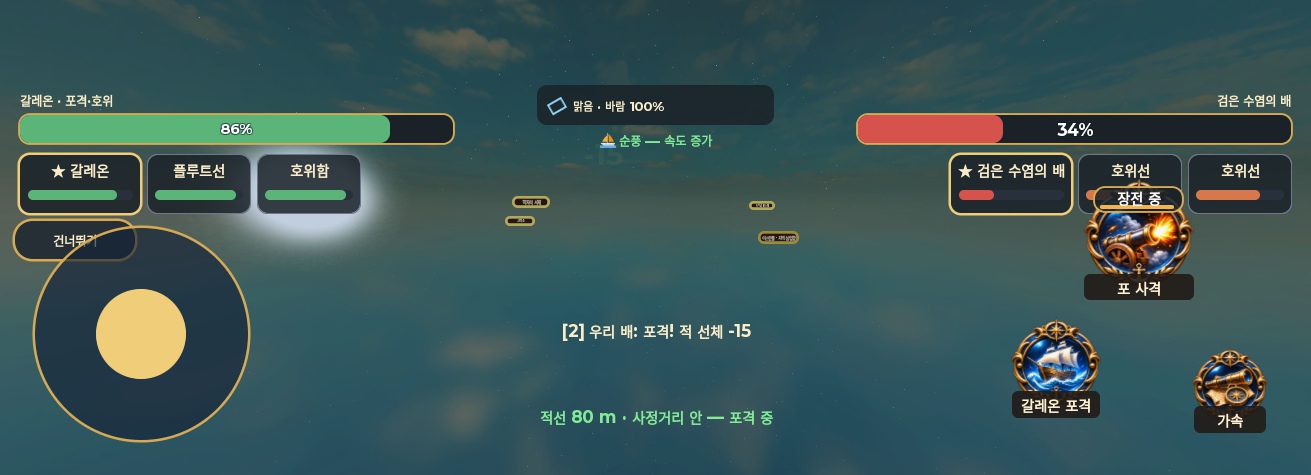 갈레온 · 포격·호위
86%
★ 갈레온
플루트선
호위함
건너뛰기
맑음 · 바람 100%
순풍 — 속도 증가
-15
검은 수염의 배
34%
★ 검은 수염의 배
호위선
호위선
장전 중
포 사격
[2] 우리 배: 포격! 적 선체 -15
갈레온 포격
가속
적선 80 m · 사정거리 안 — 포격 중